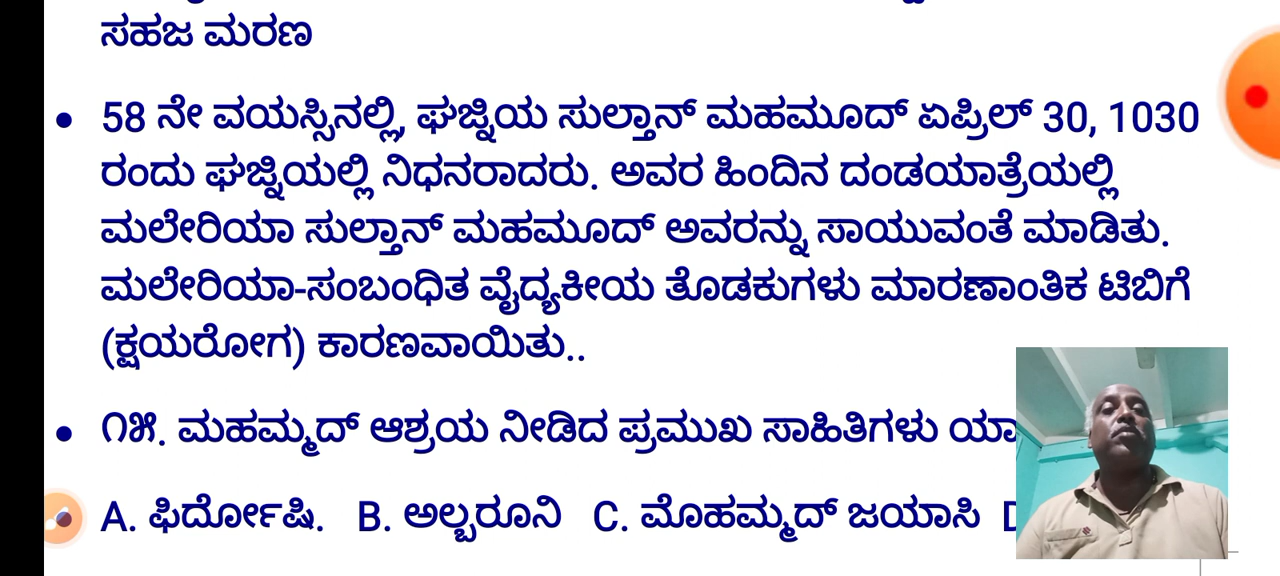 ಸಹಜ ಮರಣ
• 58 ನೇ ವಯಸ್ಸಿನಲ್ಲಿ, ಘಜ್ನಿಯ ಸುಲ್ತಾನ್ ಮಹಮೂದ್ ಏಪ್ರಿಲ್ 30, 1030
ರಂದು ಘಜ್ನಿಯಲ್ಲಿ ನಿಧನರಾದರು. ಅವರ ಹಿಂದಿನ ದಂಡಯಾತ್ರೆಯಲ್ಲಿ
ಮಲೇರಿಯಾ ಸುಲ್ತಾನ್ ಮಹಮೂದ್ ಅವರನ್ನು ಸಾಯುವಂತೆ ಮಾಡಿತು.
ಮಲೇರಿಯಾ-ಸಂಬಂಧಿತ ವೈದ್ಯಕೀಯ ತೊಡಕುಗಳು ಮಾರಣಾಂತಿಕ ಟಿಬಿಗೆ
(ಕ್ಷಯರೋಗ) ಕಾರಣವಾಯಿತು..
• ೧೫. ಮಹಮ್ಮದ್ ಆಶ್ರಯ ನೀಡಿದ ಪ್ರಮುಖ ಸಾಹಿತಿಗಳು
A. ಫಿರ್ದೋಷಿ. B. ಅಲ್ಬರೂನಿ C. ಮೊಹಮ್ಮದ್ ಜಯಾಸಿ